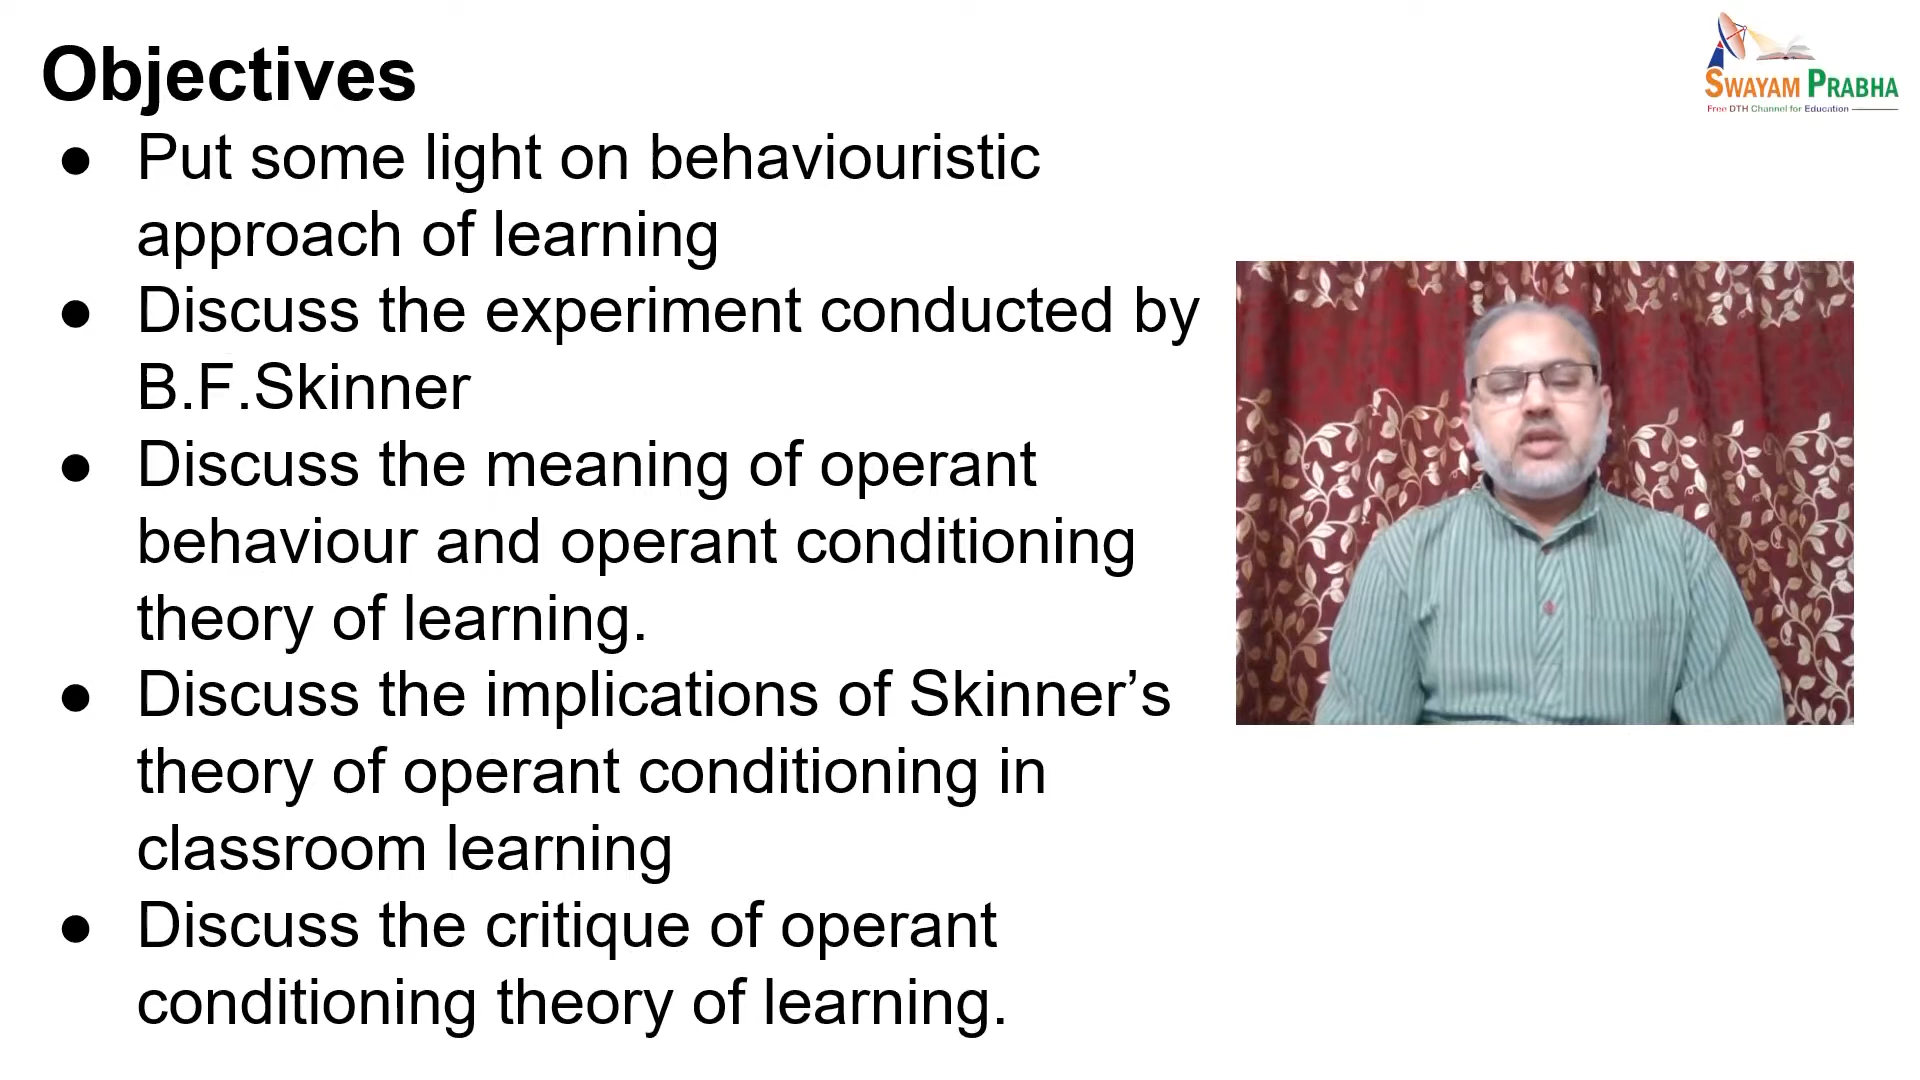 Objectives
● Put some light on behaviouristic
approach of learning
● Discuss the experiment conducted by
B.F.Skinner
● Discuss the meaning of operant
behaviour and operant conditioning
theory of learning.
● Discuss the implications of Skinner’s
theory of operant conditioning in
classroom learning
● Discuss the critique of operant
conditioning theory of learning.
SWAYAM PRABHA
Free DTH Channel for Education